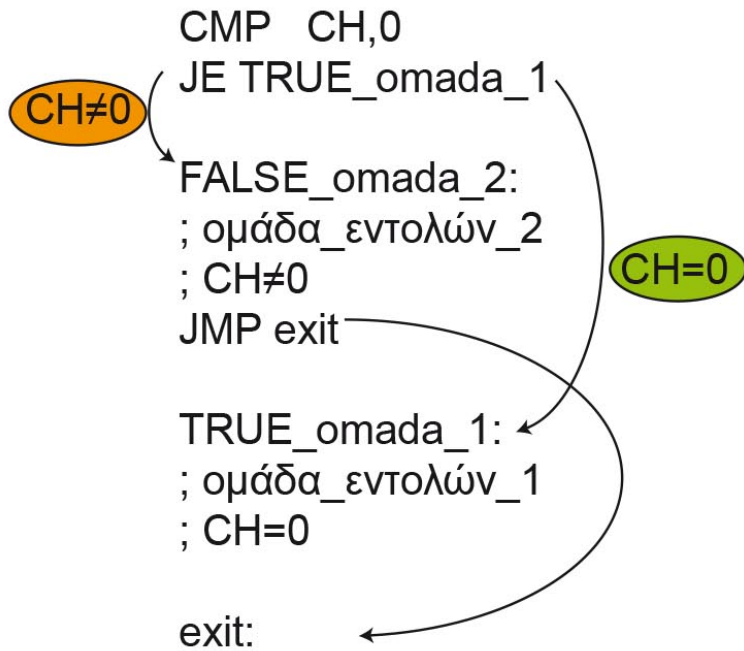 CMP CH,0
JE TRUE_omada_1
CH≠0
FALSE_omada_2:
; ομάδα_εντολών_2
; CH≠0
CH=0
JMP exit
TRUE_omada_1:
; ομάδα_εντολών_1
; CH=0
exit: